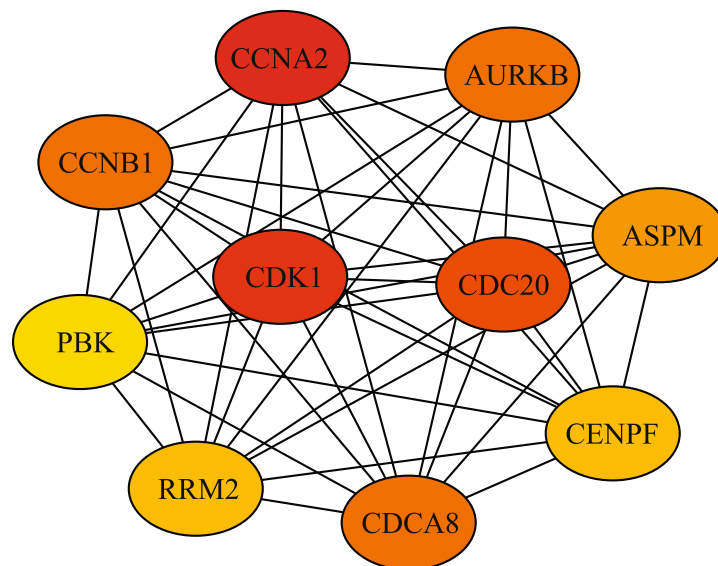 CCNA2
AURKB
CCNB1
ASPM
CDK1
CDC20
PBK
CENPF
RRM2
CDCA8